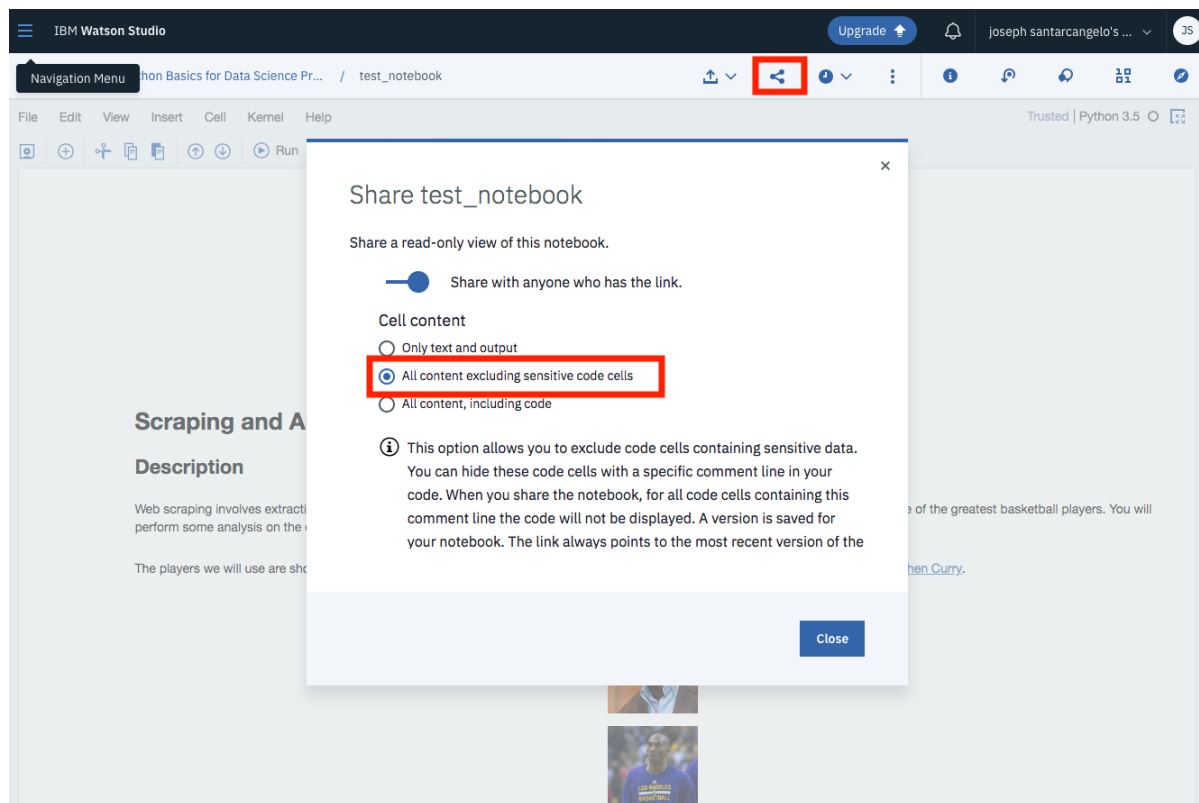 IBM Watson Studio
Upgrade
joseph santarcangelo's ...
JS
Navigation Menu
thon Basics for Data Science Pr... / test_notebook
File Edit View Insert Cell Kernel Help
Trusted | Python 3.5
Run
Share test_notebook
Share a read-only view of this notebook.
Share with anyone who has the link.
Cell content
Only text and output
All content excluding sensitive code cells
All content, including code
This option allows you to exclude code cells containing sensitive data.
You can hide these code cells with a specific comment line in your
code. When you share the notebook, for all code cells containing this
comment line the code will not be displayed. A version is saved for
your notebook. The link always points to the most recent version of the
Close
Scraping and A
Description
Web scraping involves extracti
of the greatest basketball players. You will
perform some analysis on the
The players we will use are sho
hen Curry.
LOS ANGELES
BASKETBALL